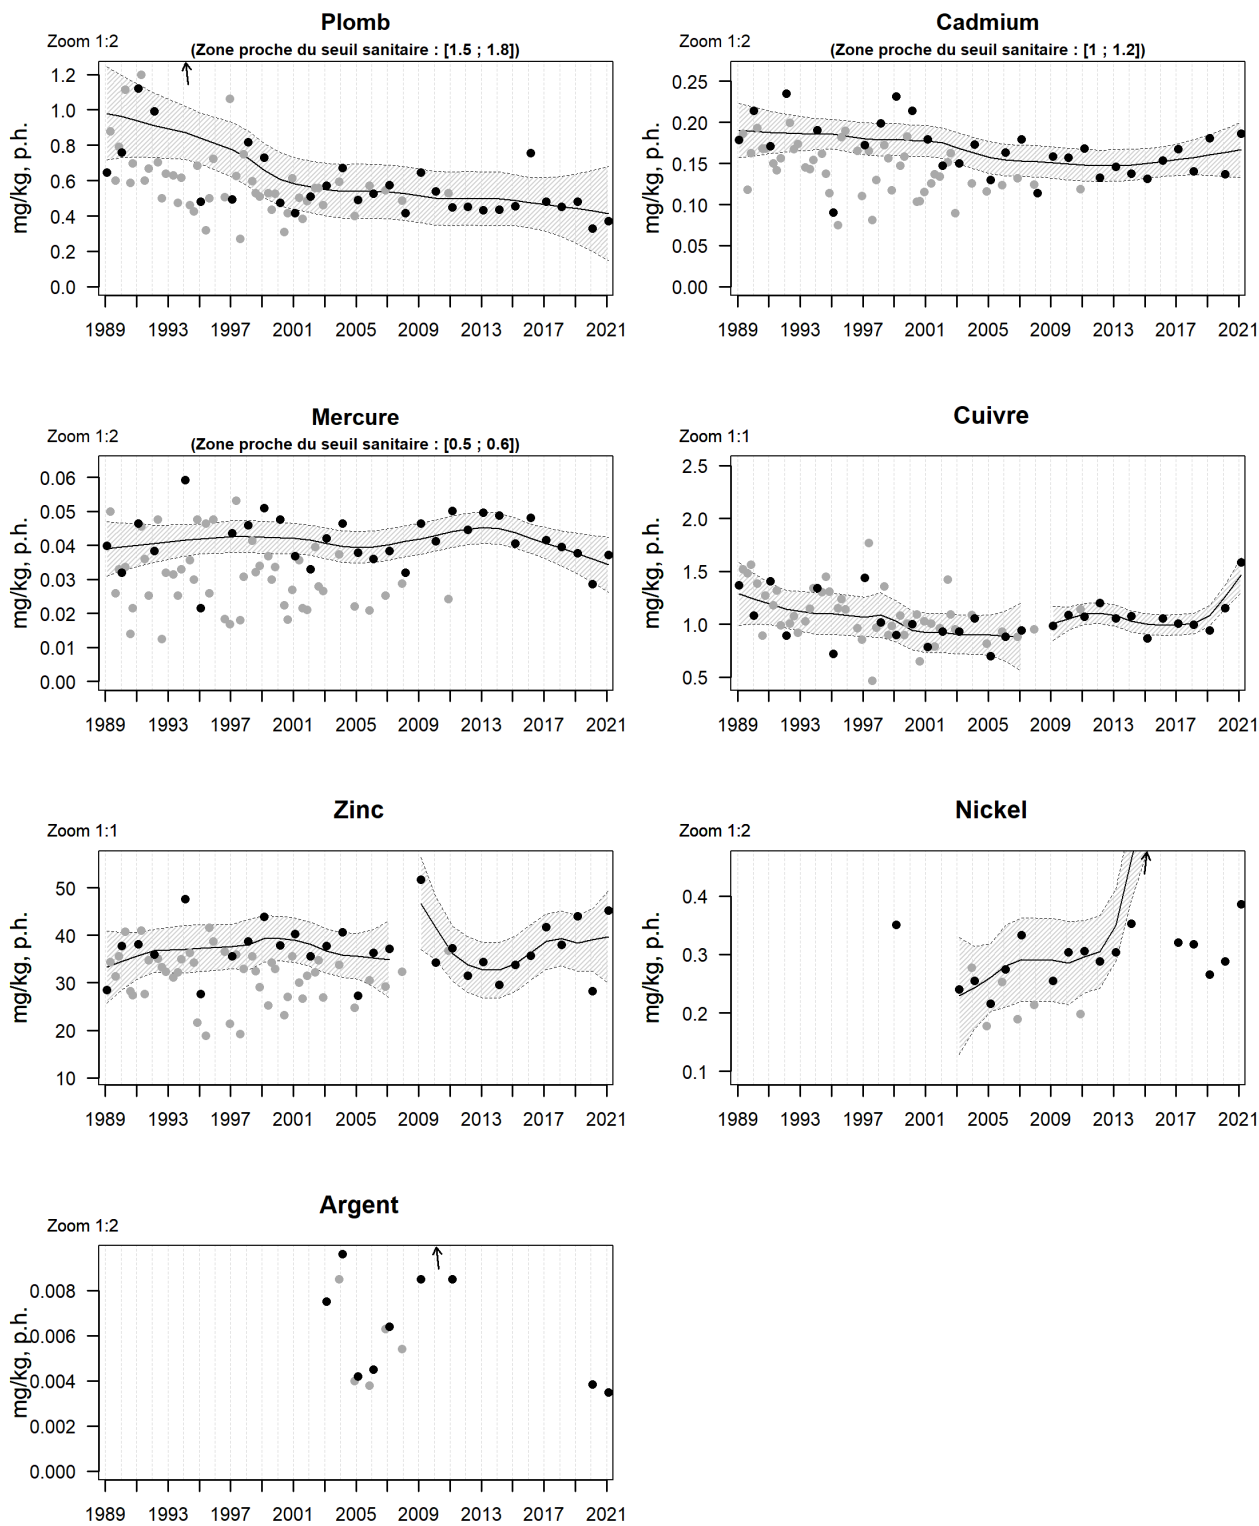 Plomb
Zoom 1:2
(Zone proche du seuil sanitaire : [1.5 ; 1.8])
mg/kg, p.h.
1.2
1.0
0.8
0.6
0.4
0.2
0.0
1989 1993 1997 2001 2005 2009 2013 2017 2021
Cadmium
Zoom 1:2
(Zone proche du seuil sanitaire : [1 ; 1.2])
mg/kg, p.h.
0.25
0.20
0.15
0.10
0.05
0.00
1989 1993 1997 2001 2005 2009 2013 2017 2021
Mercure
Zoom 1:2
(Zone proche du seuil sanitaire : [0.5 ; 0.6])
mg/kg, p.h.
0.06
0.05
0.04
0.03
0.02
0.01
0.00
1989 1993 1997 2001 2005 2009 2013 2017 2021
Cuivre
Zoom 1:1
mg/kg, p.h.
2.5
2.0
1.5
1.0
0.5
1989 1993 1997 2001 2005 2009 2013 2017 2021
Zinc
Zoom 1:1
mg/kg, p.h.
50
40
30
20
10
1989 1993 1997 2001 2005 2009 2013 2017 2021
Nickel
Zoom 1:2
mg/kg, p.h.
0.4
0.3
0.2
0.1
1989 1993 1997 2001 2005 2009 2013 2017 2021
Argent
Zoom 1:2
mg/kg, p.h.
0.008
0.006
0.004
0.002
0.000
1989 1993 1997 2001 2005 2009 2013 2017 2021